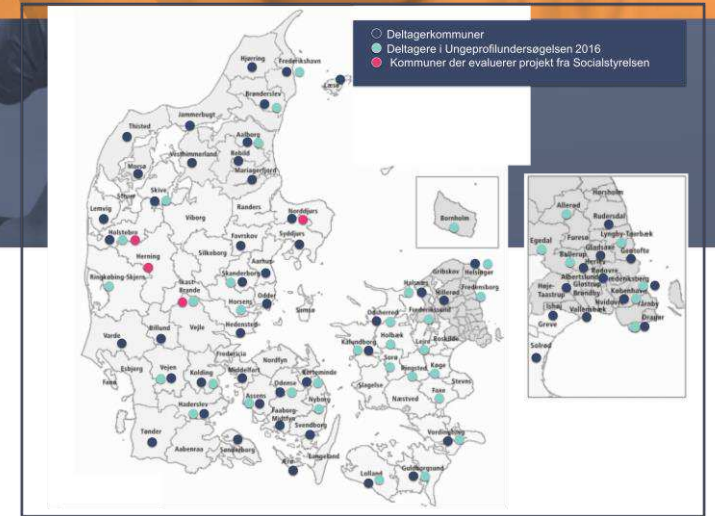 Deltagerkommuner
Deltagere i Ungeprofilundersøgelsen 2016
Kommuner der evaluerer projekt fra Socialstyrelsen
Hjørring
Frederikshavn
Læsø
Brønderslev
Jammerbugt
Thisted
Aalborg
Vesthimmerland
Rebild
Morsø
Mariagerfjord
Skive
Struer
Lemvig
Viborg
Randers
Norddjurs
Holstebro
Favrskov
Syddjurs
Herning
Silkeborg
Aarhus
Ringkøbing-Skjern
Skanderborg
Ikast-
Brande
Horsens
Odder
Samsø
Hedensted
Varde
Billund
Vejle
Fredericia
Esbjerg
Fanø
Vejen
Kolding
Middelfart
Nordfyn
Kerteminde
Odense
Haderslev
Assens
Nyborg
Faaborg-
Midtfyn
Svendborg
Tønder
Aabenraa
Sønderborg
Langeland
Ærø
Bornholm
Gribskov
Helsingør
Halsnæs
Hillerød
Fredensborg
Odsherred
Frederikssund
Holbæk
Kalundborg
Lejre
Roskilde
Sorø
Ringsted
Køge
Stevns
Slagelse
Næstved
Faxe
Vordingborg
Lolland
Guldborgsund
Hørsholm
Allerød
Rudersdal
Lyngby-Taarbæk
Egedal
Furesø
Gladsaxe
Gentofte
Ballerup
Herlev
Rødovre
Albertslund
Frederiksberg
Høje-
Taastrup
Glostrup
Brøndby
København
Hvidovre
Tårnby
Ishøj
Vallensbæk
Dragør
Greve
Solrød